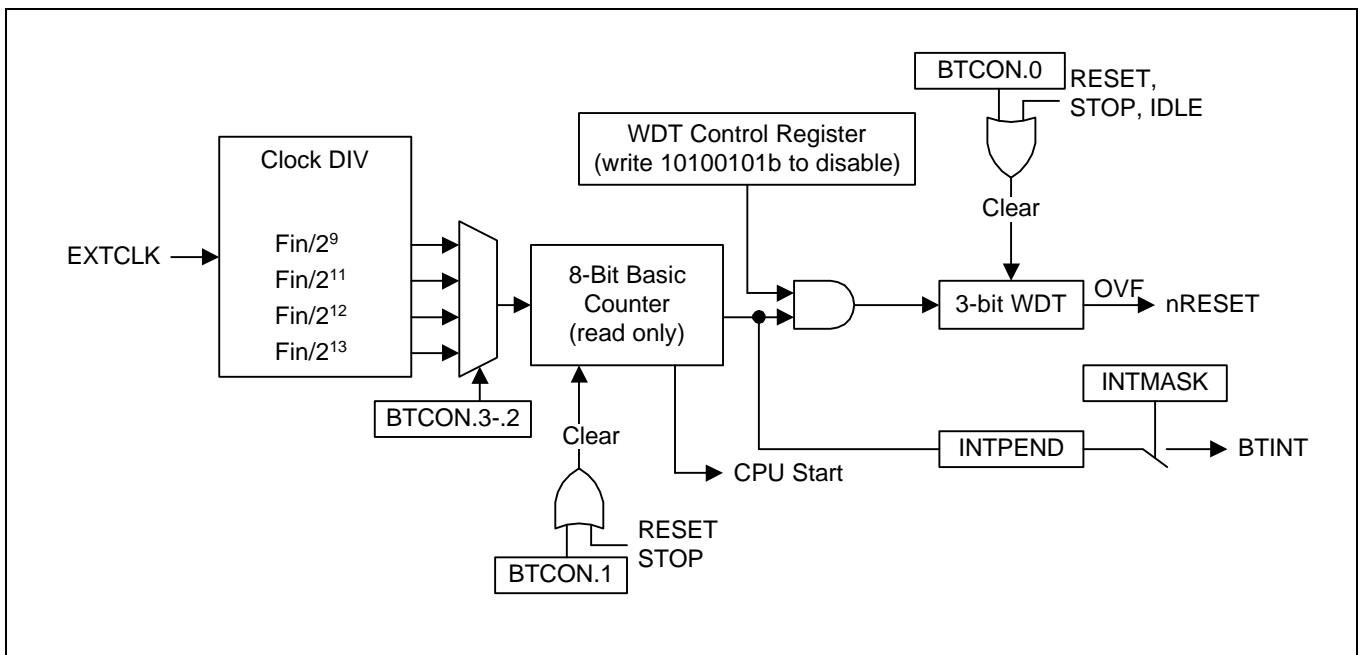 BTCON.0
RESET,
STOP, IDLE
WDT Control Register
(write 10100101b to disable)
Clock DIV
Clear
EXTCLK
Fin/2⁹
Fin/2¹¹
Fin/2¹²
Fin/2¹³
8-Bit Basic
Counter
(read only)
3-bit WDT
OVF
nRESET
INTMASK
BTCON.3-.2
Clear
INTPEND
BTINT
CPU Start
RESET
STOP
BTCON.1